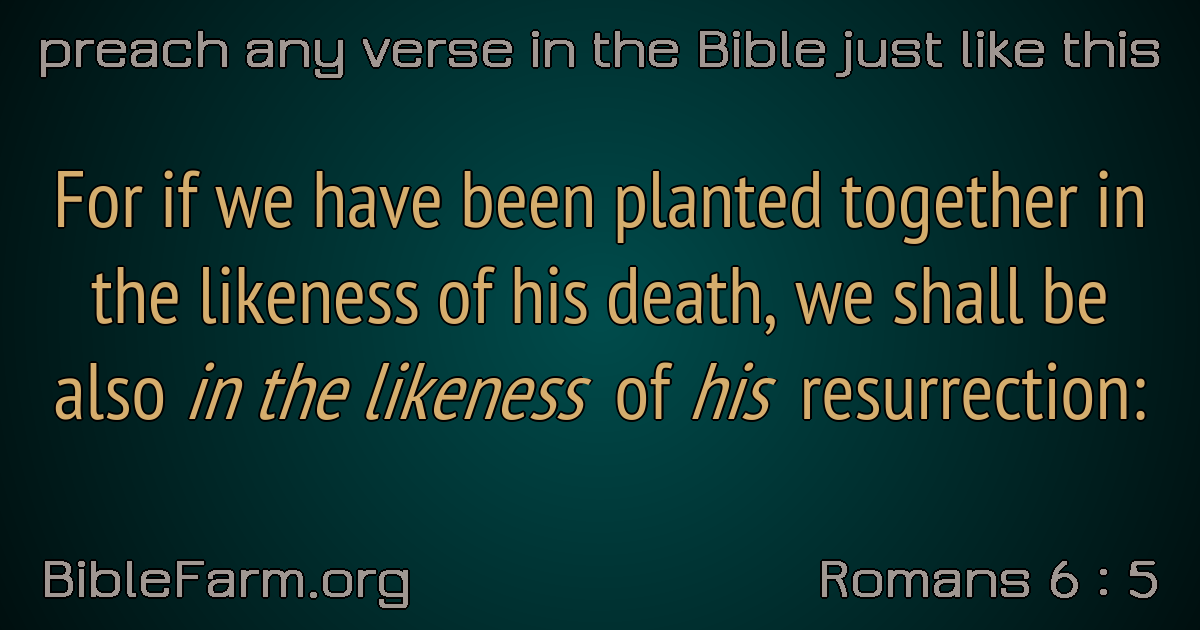 preach any verse in the Bible just like this
For if we have been planted together in
the likeness of his death, we shall be
also in the likeness of his resurrection:
BibleFarm.org
Romans 6 : 5